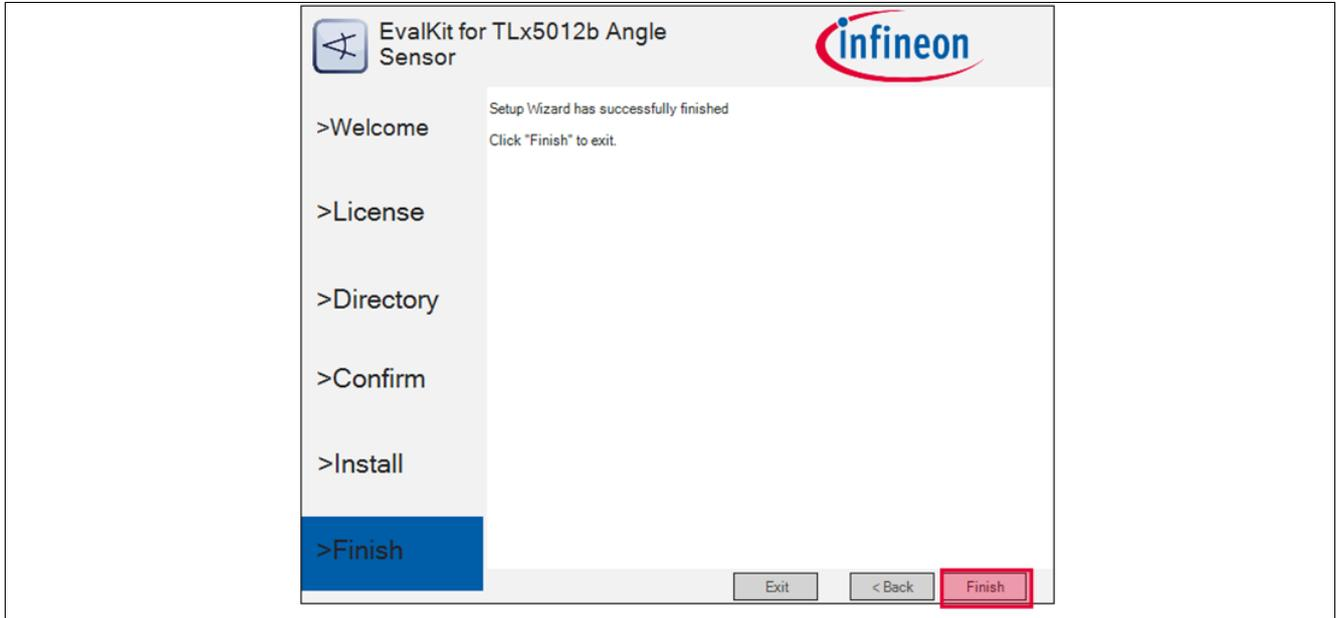 EvalKit for TLx5012b Angle
Sensor
infineon
>Welcome
Setup Wizard has successfully finished
Click "Finish" to exit.
>License
>Directory
>Confirm
>Install
>Finish
Exit
< Back
Finish